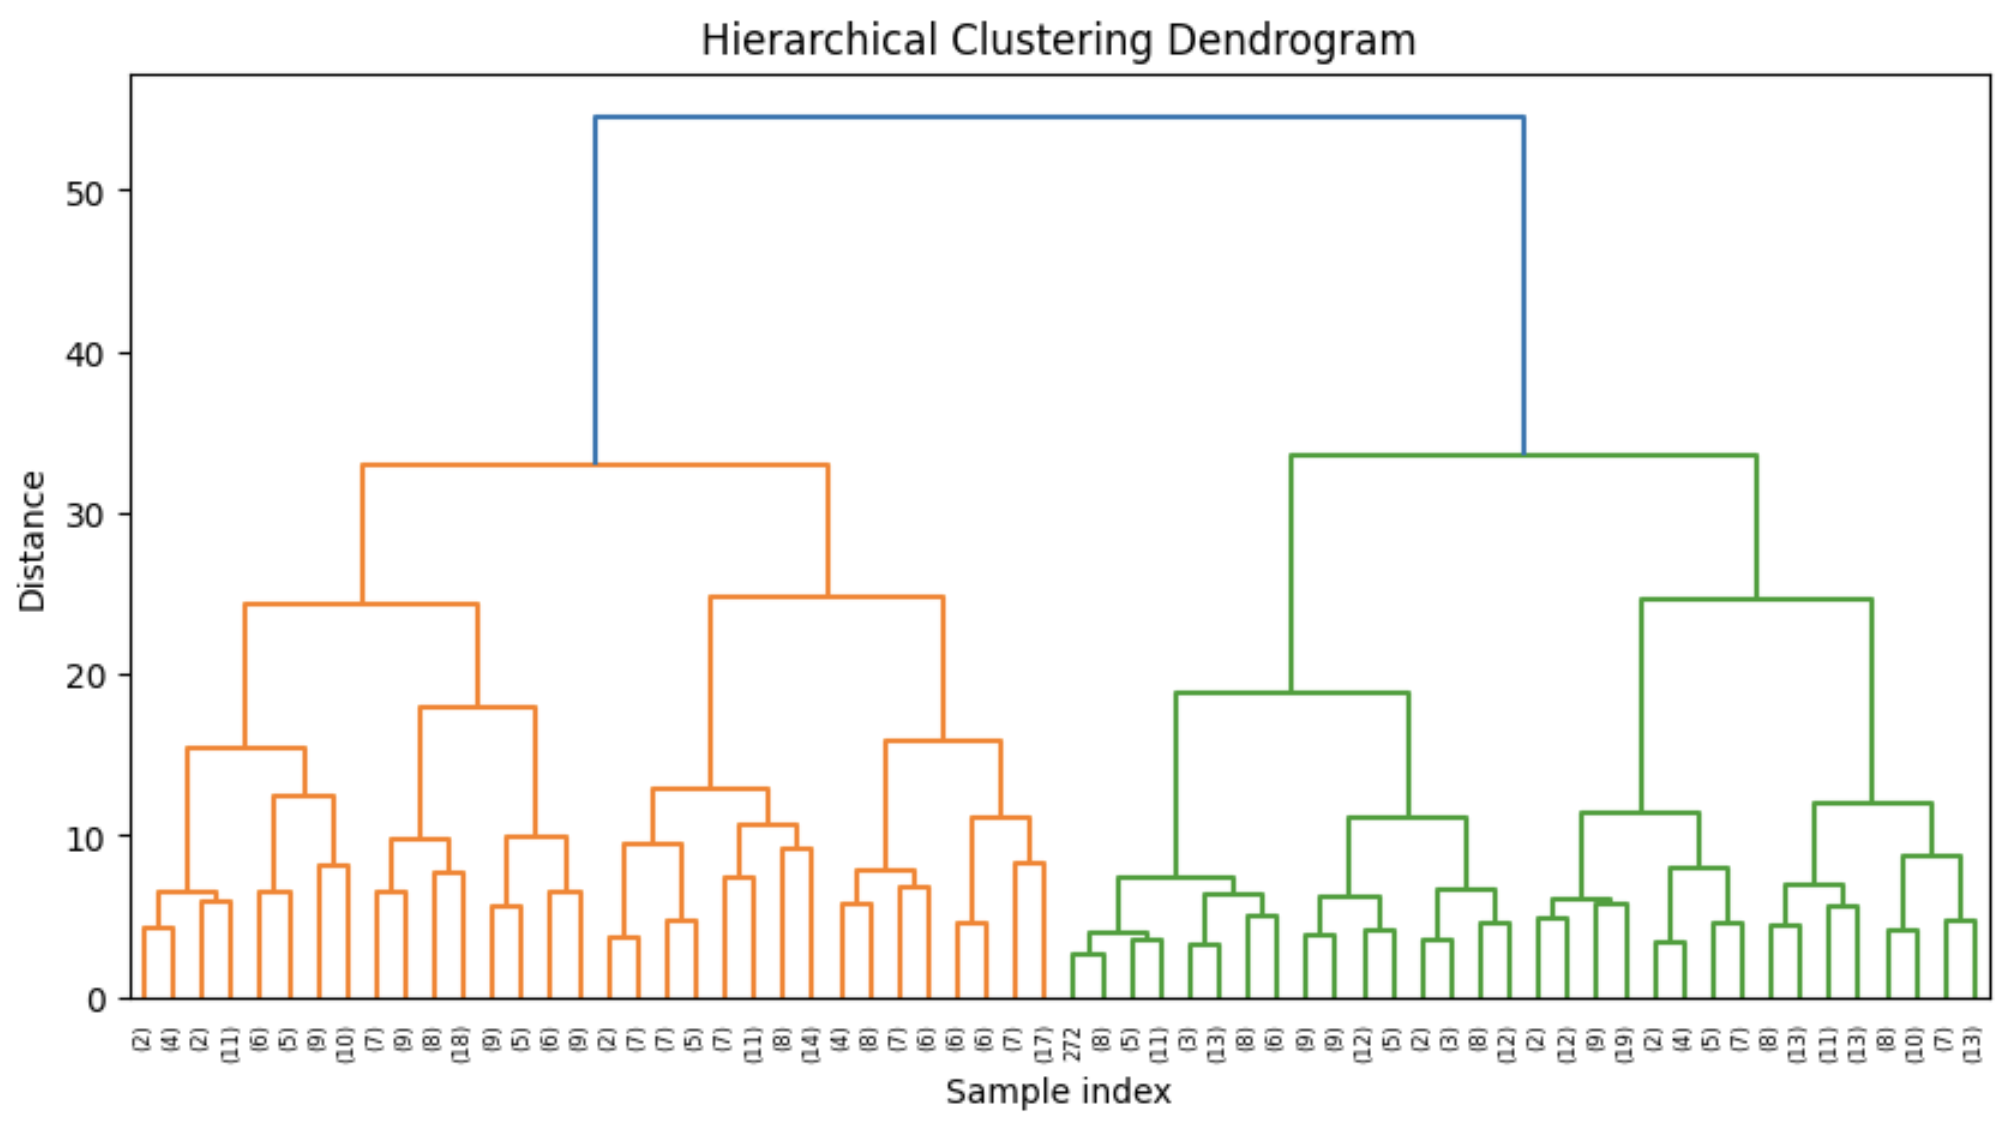 Hierarchical Clustering Dendrogram
50
40
30
20
10
0
Distance
(2) (4) (2) (11) (6) (5) (9) (10) (7) (9) (8) (18) (9) (5) (6) (9) (2) (7) (7) (5) (7) (11) (8) (14) (4) (8) (7) (6) (6) (6) (7) (17) 272 (8) (5) (11) (3) (13) (8) (6) (9) (9) (12) (5) (2) (3) (8) (12) (2) (12) (9) (19) (2) (4) (5) (7) (8) (13) (11) (13) (8) (10) (7) (13)
Sample index